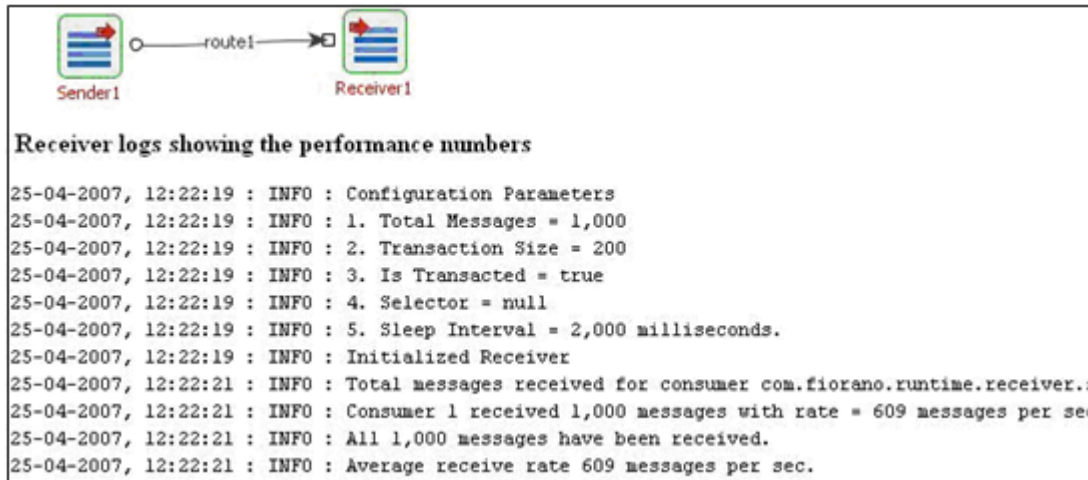 route1
Sender1
Receiver1
Receiver logs showing the performance numbers
25-04-2007, 12:22:19 : INFO : Configuration Parameters
25-04-2007, 12:22:19 : INFO : 1. Total Messages = 1,000
25-04-2007, 12:22:19 : INFO : 2. Transaction Size = 200
25-04-2007, 12:22:19 : INFO : 3. Is Transacted = true
25-04-2007, 12:22:19 : INFO : 4. Selector = null
25-04-2007, 12:22:19 : INFO : 5. Sleep Interval = 2,000 milliseconds.
25-04-2007, 12:22:19 : INFO : Initialized Receiver
25-04-2007, 12:22:21 : INFO : Total messages received for consumer com.fiorano.runtime.receiver.
25-04-2007, 12:22:21 : INFO : Consumer 1 received 1,000 messages with rate = 609 messages per sec
25-04-2007, 12:22:21 : INFO : All 1,000 messages have been received.
25-04-2007, 12:22:21 : INFO : Average receive rate 609 messages per sec.